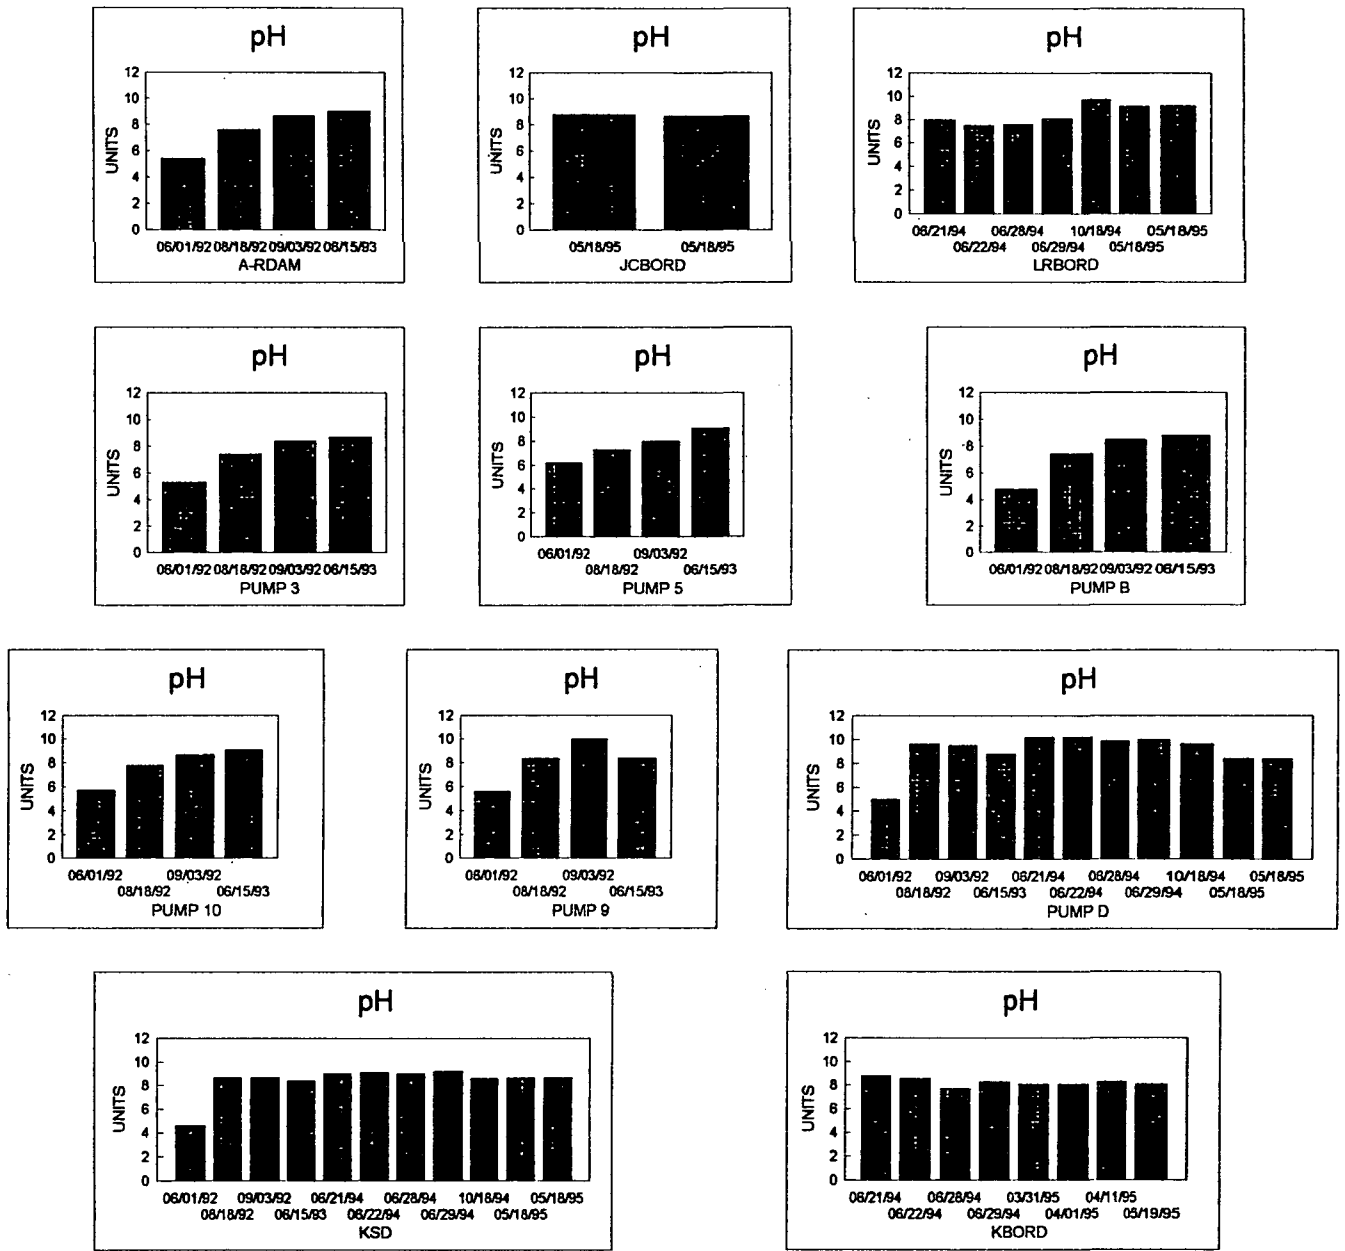 pH
12
10
8
6
4
2
0
UNITS
06/01/92 08/18/92 09/03/92 08/15/93
A-RDAM
pH
12
10
8
6
4
2
0
UNITS
05/18/95 05/18/95
JCBORD
pH
12
10
8
6
4
2
0
UNITS
06/21/94 06/28/94 10/18/94 05/18/95
06/22/94 06/29/94 05/18/95
LRBORD
pH
12
10
8
6
4
2
0
UNITS
06/01/92 08/18/92 09/03/92 06/15/93
PUMP 3
pH
12
10
8
6
4
2
0
UNITS
06/01/92 09/03/92
08/18/92 06/15/93
PUMP 5
pH
12
10
8
6
4
2
0
UNITS
06/01/92 08/18/92 09/03/92 06/15/93
PUMP B
pH
12
10
8
6
4
2
0
UNITS
06/01/92 09/03/92
08/18/92 06/15/93
PUMP 10
pH
12
10
8
6
4
2
0
UNITS
06/01/92 09/03/92
08/18/92 06/15/93
PUMP 9
pH
12
10
8
6
4
2
0
UNITS
06/01/92 09/03/92 06/21/94 06/28/94 10/18/94 05/18/95
08/18/92 06/15/93 06/22/94 06/29/94 05/18/95
PUMP D
pH
12
10
8
6
4
2
0
UNITS
06/01/92 09/03/92 06/21/94 06/28/94 10/18/94 05/18/95
08/18/92 06/15/93 06/22/94 06/29/94 05/18/95
KSD
pH
12
10
8
6
4
2
0
UNITS
06/21/94 06/28/94 03/31/95 04/11/95
06/22/94 06/29/94 04/01/95 05/19/95
KBORD